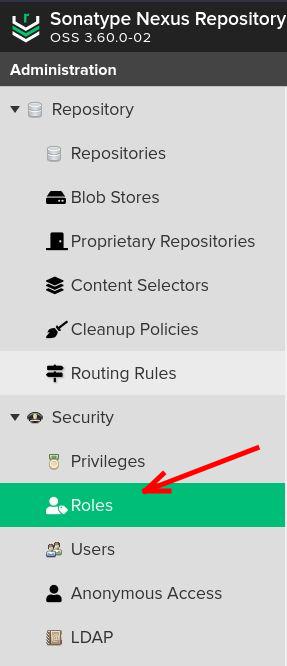 Sonatype Nexus Repository
OSS 3.60.0-02
Administration
Repository
Repositories
Blob Stores
Proprietary Repositories
Content Selectors
Cleanup Policies
Routing Rules
Security
Privileges
Roles
Users
Anonymous Access
LDAP